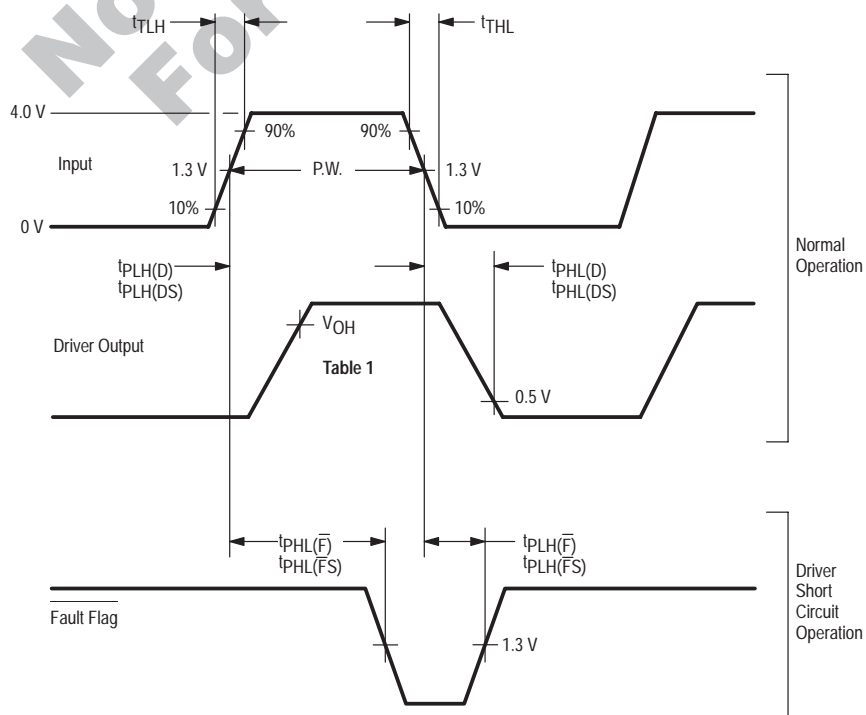 No
For
tTLH
tTHL
4.0 V
90%
90%
Input
1.3 V
P.W.
1.3 V
10%
10%
0 V
tPLH(D)
tPLH(DS)
tPHL(D)
tPHL(DS)
Normal
Operation
VOH
Driver Output
Table 1
0.5 V
tPHL(F̅)
tPHL(F̅S)
tPLH(F̅)
tPLH(F̅S)
Driver
Short
Circuit
Operation
Fault Flag
1.3 V